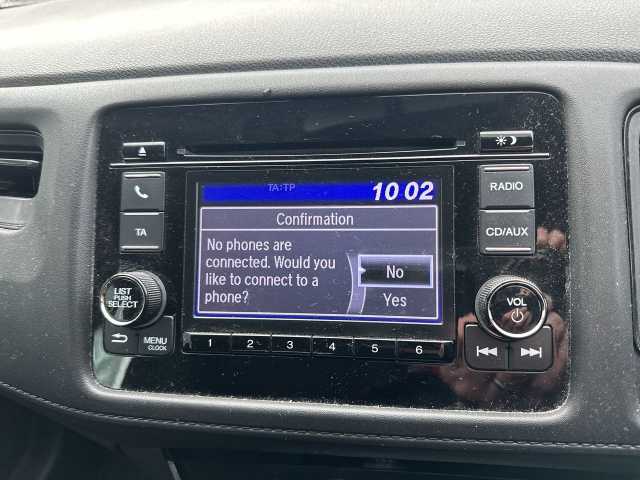 TA:TP
10 02
Confirmation
No phones are
connected. Would you
like to connect to a
phone?
No
Yes
TA
LIST
PUSH
SELECT
MENU
CLOCK
1 2 3 4 5 6
RADIO
CD/AUX
VOL